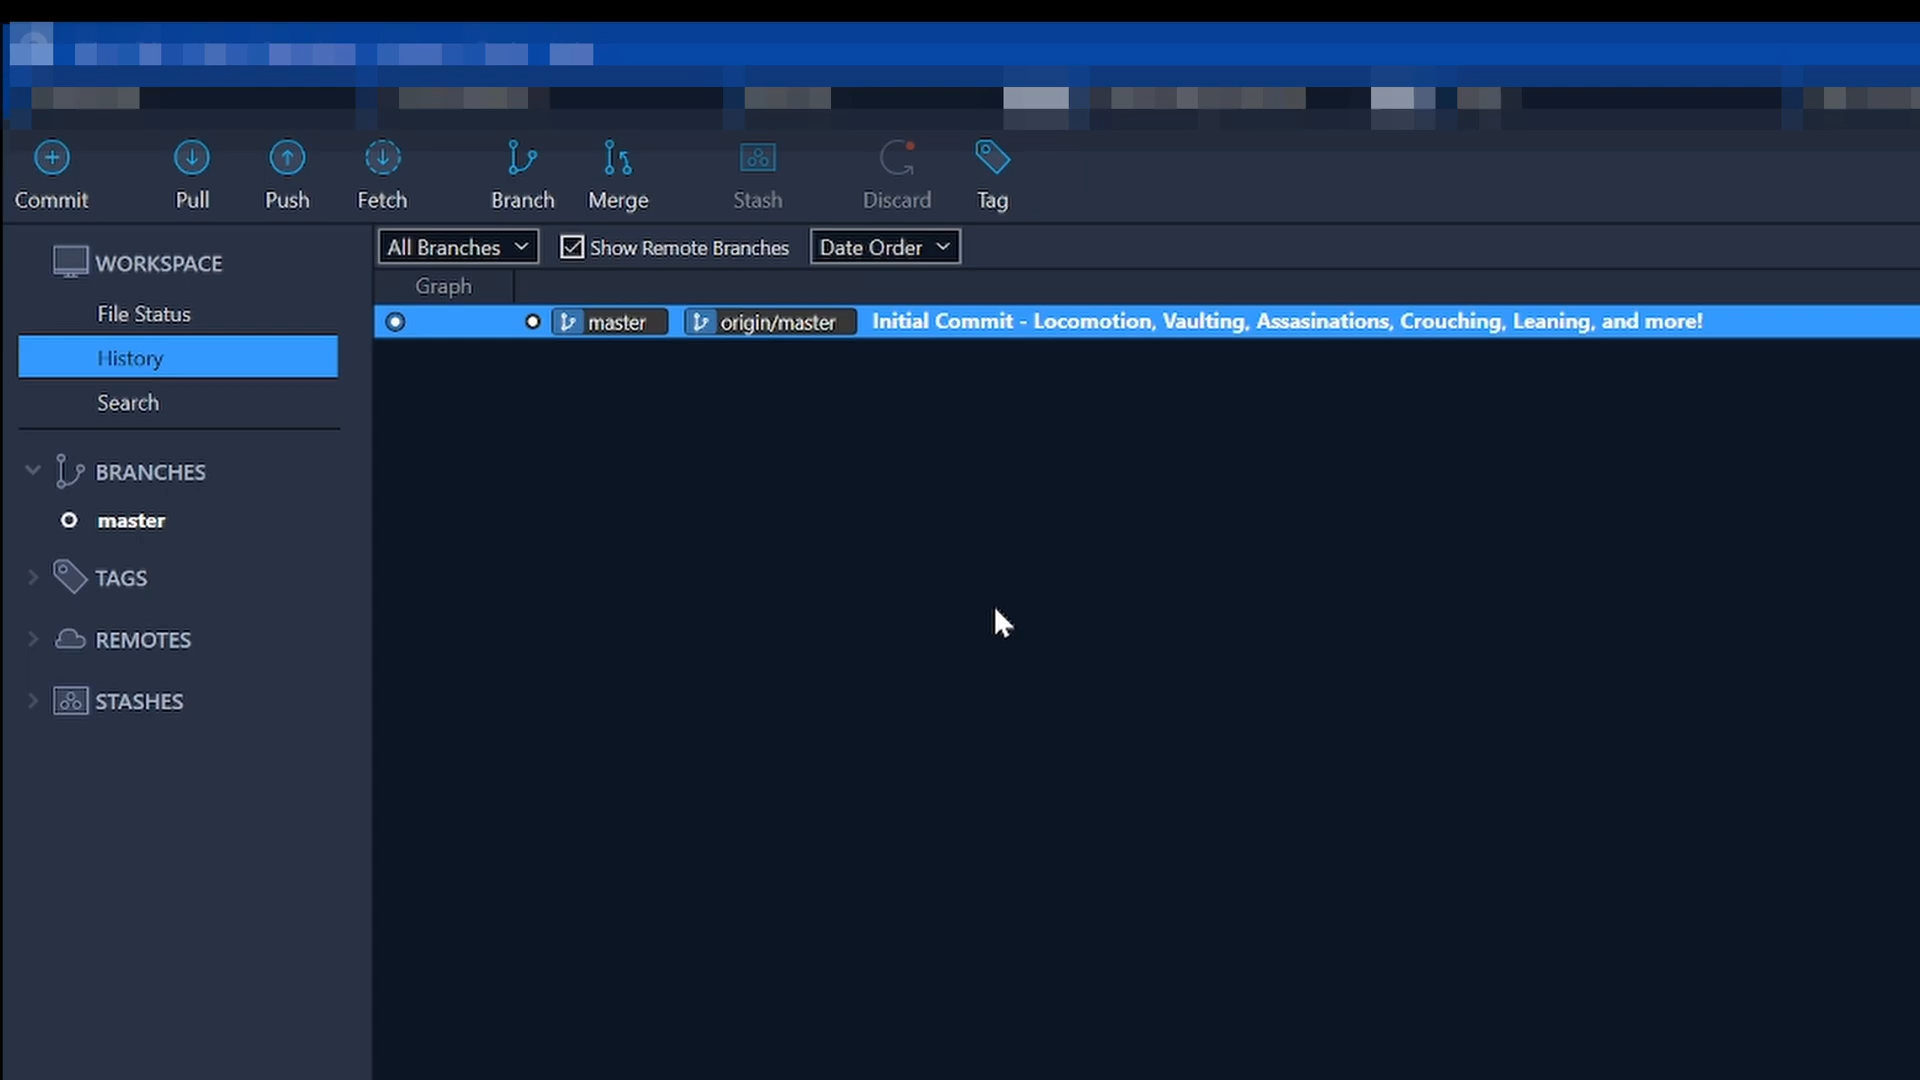 Commit Pull Push Fetch Branch Merge Stash Discard Tag
WORKSPACE
File Status
History
Search
BRANCHES
master
TAGS
REMOTES
STASHES
All Branches Show Remote Branches Date Order
Graph
master origin/master Initial Commit - Locomotion, Vaulting, Assasinations, Crouching, Leaning, and more!